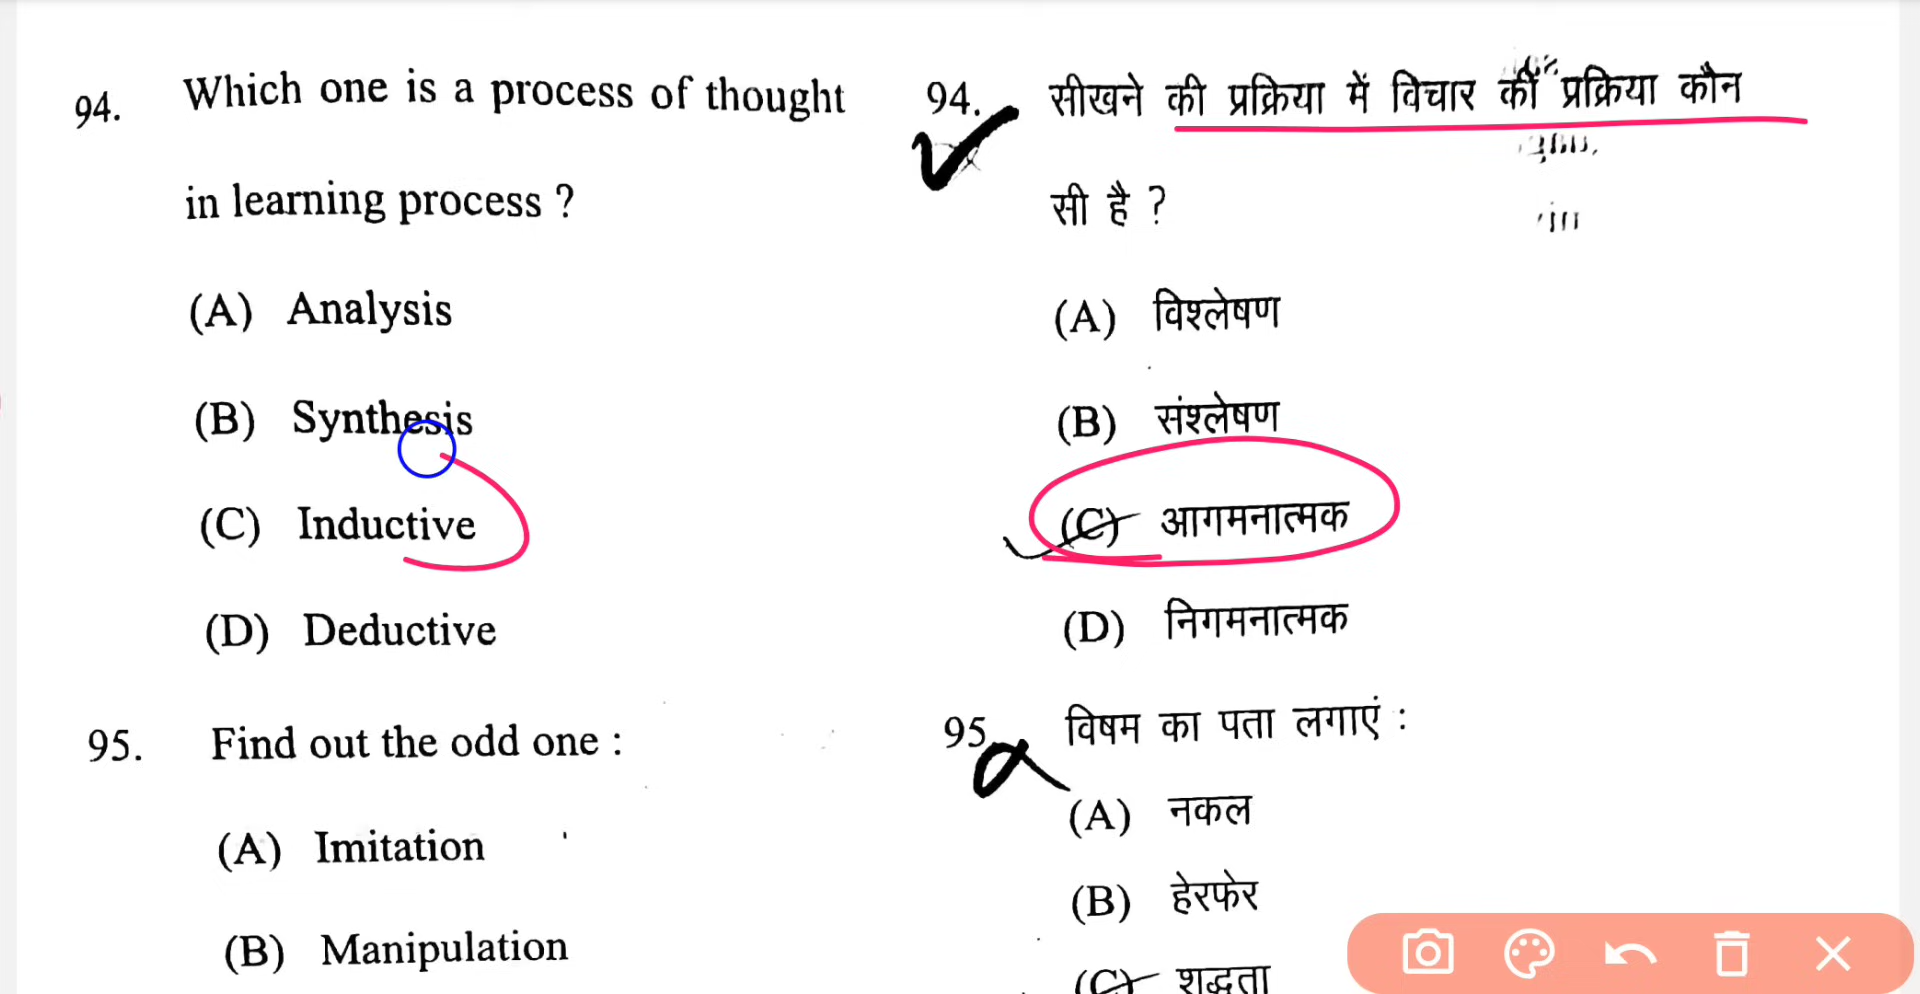 94. Which one is a process of thought
in learning process ?
(A) Analysis
(B) Synthesis
(C) Inductive
(D) Deductive
95. Find out the odd one :
(A) Imitation
(B) Manipulation
94. सीखने की प्रक्रिया में विचार की प्रक्रिया कौन
सी है ?
(A) विश्लेषण
(B) संश्लेषण
(C) आगमनात्मक
(D) निगमनात्मक
95. विषम का पता लगाएं :
(A) नकल
(B) हेरफेर
(C) शुद्धता